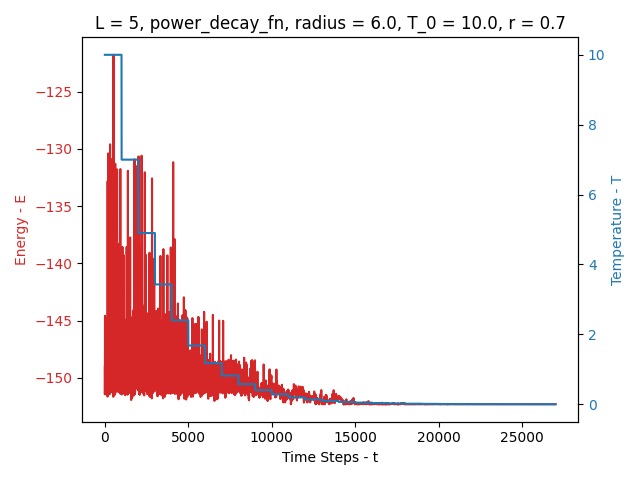 L = 5, power_decay_fn, radius = 6.0, T_0 = 10.0, r = 0.7
−125
−130
−135
−140
−145
−150
Energy - E
10
8
6
4
2
0
Temperature - T
0 5000 10000 15000 20000 25000
Time Steps - t